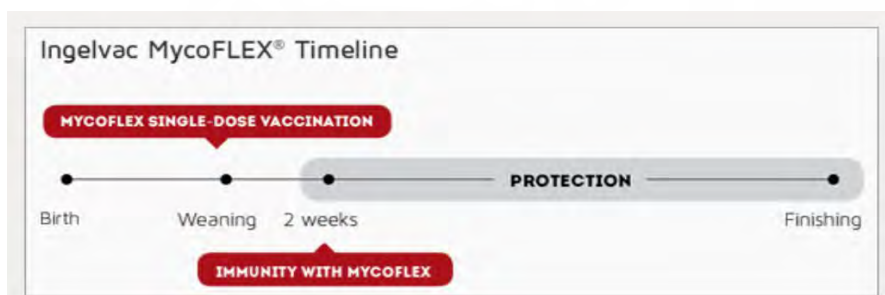 Ingelvac MycoFLEX® Timeline
MYCOFLEX SINGLE-DOSE VACCINATION
PROTECTION
Birth
Weaning
2 weeks
Finishing
IMMUNITY WITH MYCOFLEX